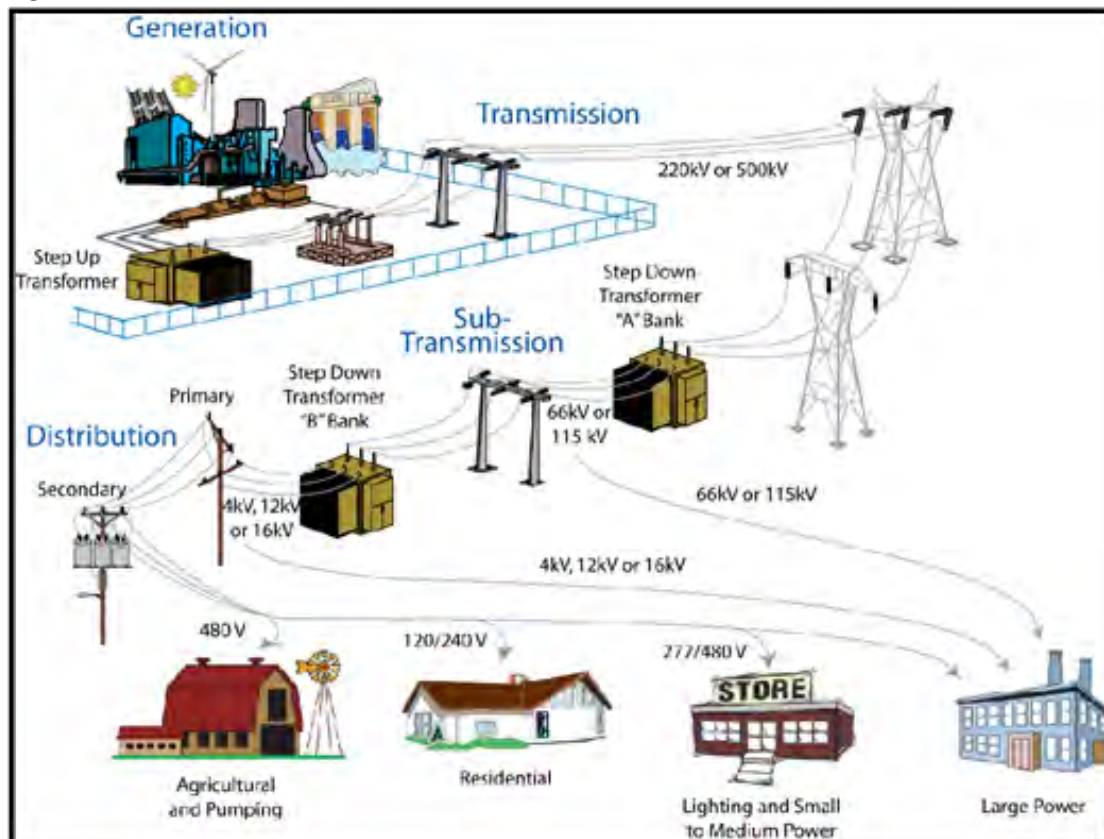 Generation
Transmission
220kV or 500kV
Step Up
Transformer
Step Down
Transformer
"A" Bank
Sub-
Transmission
Step Down
Transformer
"B" Bank
66kV or
115 kV
Primary
Distribution
Secondary
4kV, 12kV
or 16kV
66kV or 115kV
4kV, 12kV or 16kV
480 V
120/240 V
277/480 V
STORE
Agricultural
and Pumping
Residential
Lighting and Small
to Medium Power
Large Power